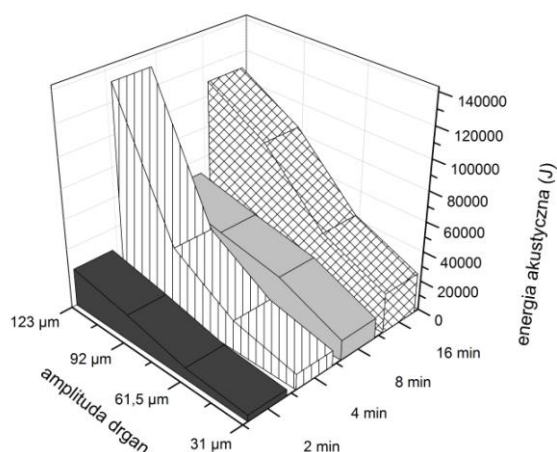 140000
120000
100000
80000
60000
40000
20000
0
energia akustyczna (J)
16 min
8 min
4 min
2 min
123 µm
92 µm
61,5 µm
31 µm
amplituda drgan